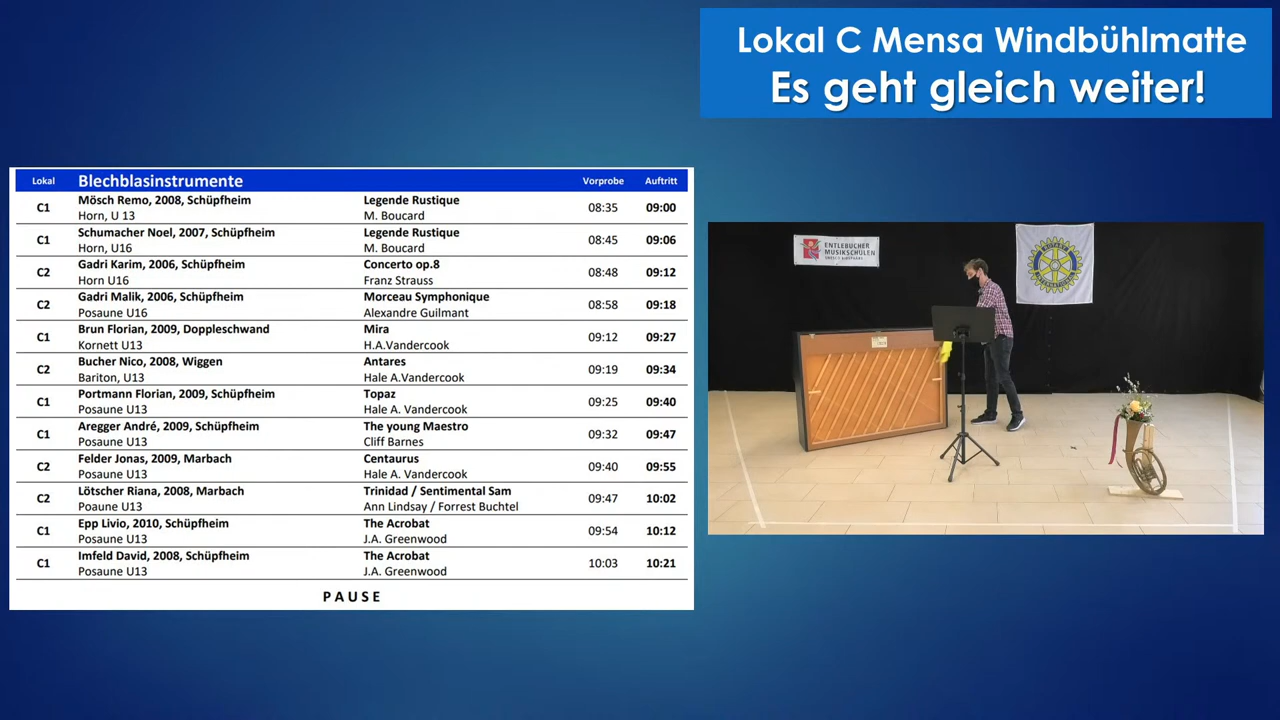 Lokal C Mensa Windbühlmatte
Es geht gleich weiter!
Lokal Blechblasinstrumente Vorprobe Auftritt
C1 Mösch Remo, 2008, Schüpfheim Legende Rustique 08:35 09:00
Horn, U 13 M. Boucard
C1 Schumacher Noel, 2007, Schüpfheim Legende Rustique 08:45 09:06
Horn, U16 M. Boucard
C2 Gadri Karim, 2006, Schüpfheim Concerto op.8 08:48 09:12
Horn U16 Franz Strauss
C2 Gadri Malik, 2006, Schüpfheim Morceau Symphonique 08:58 09:18
Posaune U16 Alexandre Guilmant
C1 Brun Florian, 2009, Doppleschwand Mira 09:12 09:27
Kornett U13 H.A.Vandercook
C2 Bucher Nico, 2008, Wiggen Antares 09:19 09:34
Bariton, U13 Hale A.Vandercook
C1 Portmann Florian, 2009, Schüpfheim Topaz 09:25 09:40
Posaune U13 Hale A. Vandercook
C1 Aregger André, 2009, Schüpfheim The young Maestro 09:32 09:47
Posaune U13 Cliff Barnes
C2 Felder Jonas, 2009, Marbach Centaurus 09:40 09:55
Posaune U13 Hale A. Vandercook
C2 Lötscher Riana, 2008, Marbach Trinidad / Sentimental Sam 09:47 10:02
Poaune U13 Ann Lindsay / Forrest Buchtel
C1 Epp Livio, 2010, Schüpfheim The Acrobat 09:54 10:12
Posaune U13 J.A. Greenwood
C1 Imfeld David, 2008, Schüpfheim The Acrobat 10:03 10:21
Posaune U13 J.A. Greenwood
PAUSE
ENTLEBUCHER
MUSIKSCHULEN
ROTARY
INTERNATIONAL